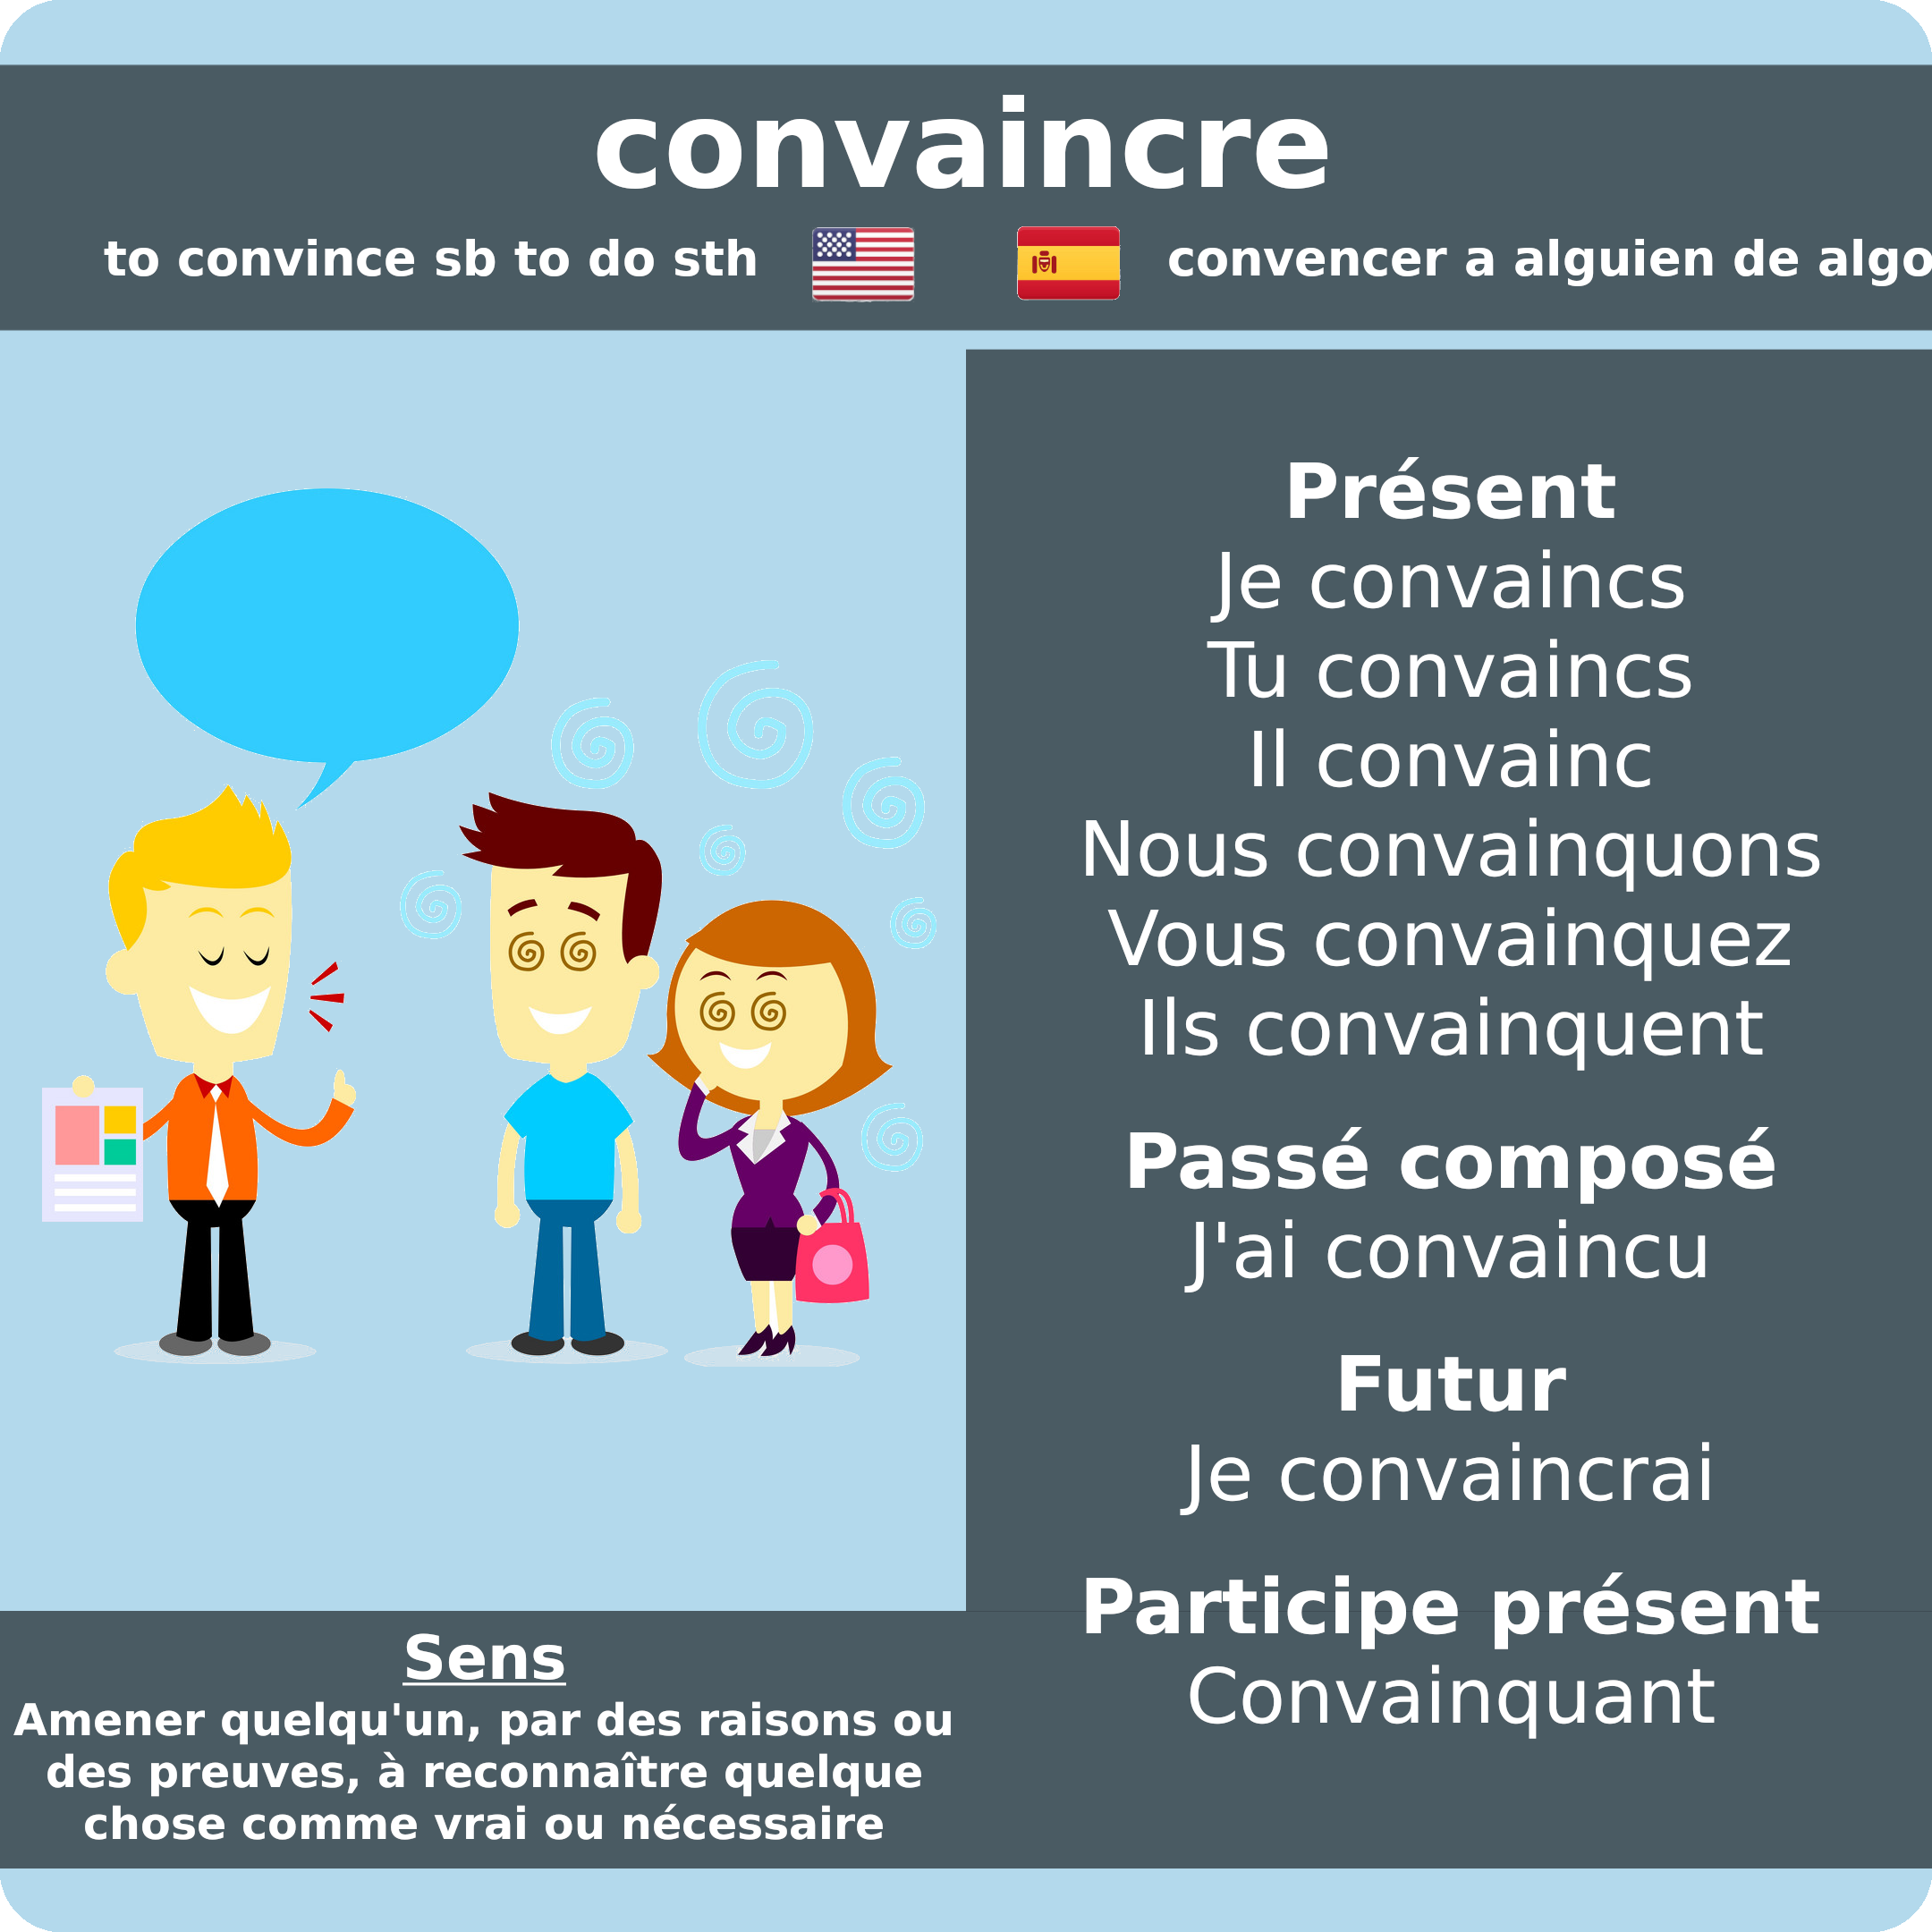 convaincre
to convince sb to do sth
convencer a alguien de algo
Présent
Je convaincs
Tu convaincs
Il convainc
Nous convainquons
Vous convainquez
Ils convainquent
Passé composé
J'ai convaincu
Futur
Je convaincrai
Participe présent
Convainquant
Sens
Amener quelqu'un, par des raisons ou
des preuves, à reconnaître quelque
chose comme vrai ou nécessaire